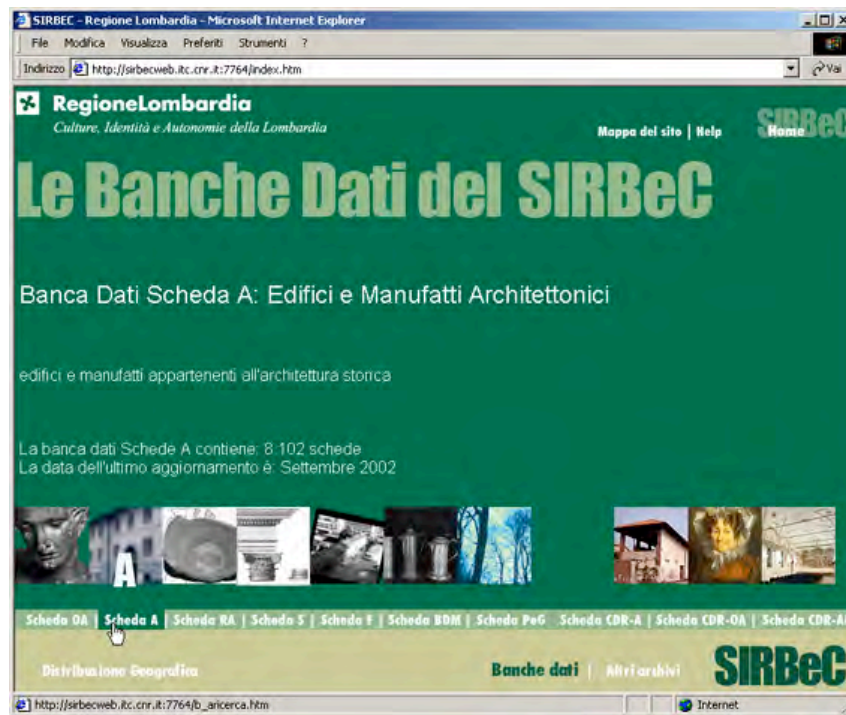 SIRBEC - Regione Lombardia - Microsoft Internet Explorer
File Modifica Visualizza Preferiti Strumenti ?
Indirizzo http://sirbecweb.itc.cnr.it:7764/index.htm Vai
RegioneLombardia
Culture, Identità e Autonomie della Lombardia
Mappa del sito | Help
SIRBeC
Home
Le Banche Dati del SIRBeC
Banca Dati Scheda A: Edifici e Manufatti Architettonici
edifici e manufatti appartenenti all'architettura storica
La banca dati Schede A contiene: 8.102 schede
La data dell'ultimo aggiornamento è: Settembre 2002
A
Scheda OA | Scheda A | Scheda RA | Scheda S | Scheda F | Scheda BDM | Scheda PeG Scheda CDR-A | Scheda CDR-OA | Scheda CDR-A
Distribuzione Geografica
Banche dati | Altri archivi
SIRBeC
http://sirbecweb.itc.cnr.it:7764/b_aricerca.htm Internet